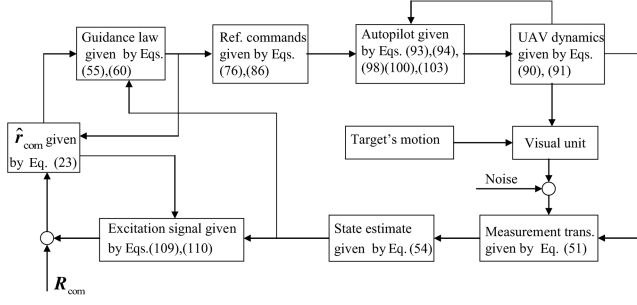 Guidance law
given by Eqs.
(55),(60)
Ref. commands
given by Eqs.
(76),(86)
Autopilot given
by Eqs. (93),(94),
(98)(100),(103)
UAV dynamics
given by Eqs.
(90), (91)
r̂com given
by Eq. (23)
Target's motion
Visual unit
Noise
Excitation signal given
by Eqs.(109),(110)
State estimate
given by Eq. (54)
Measurement trans.
given by Eq. (51)
Rcom